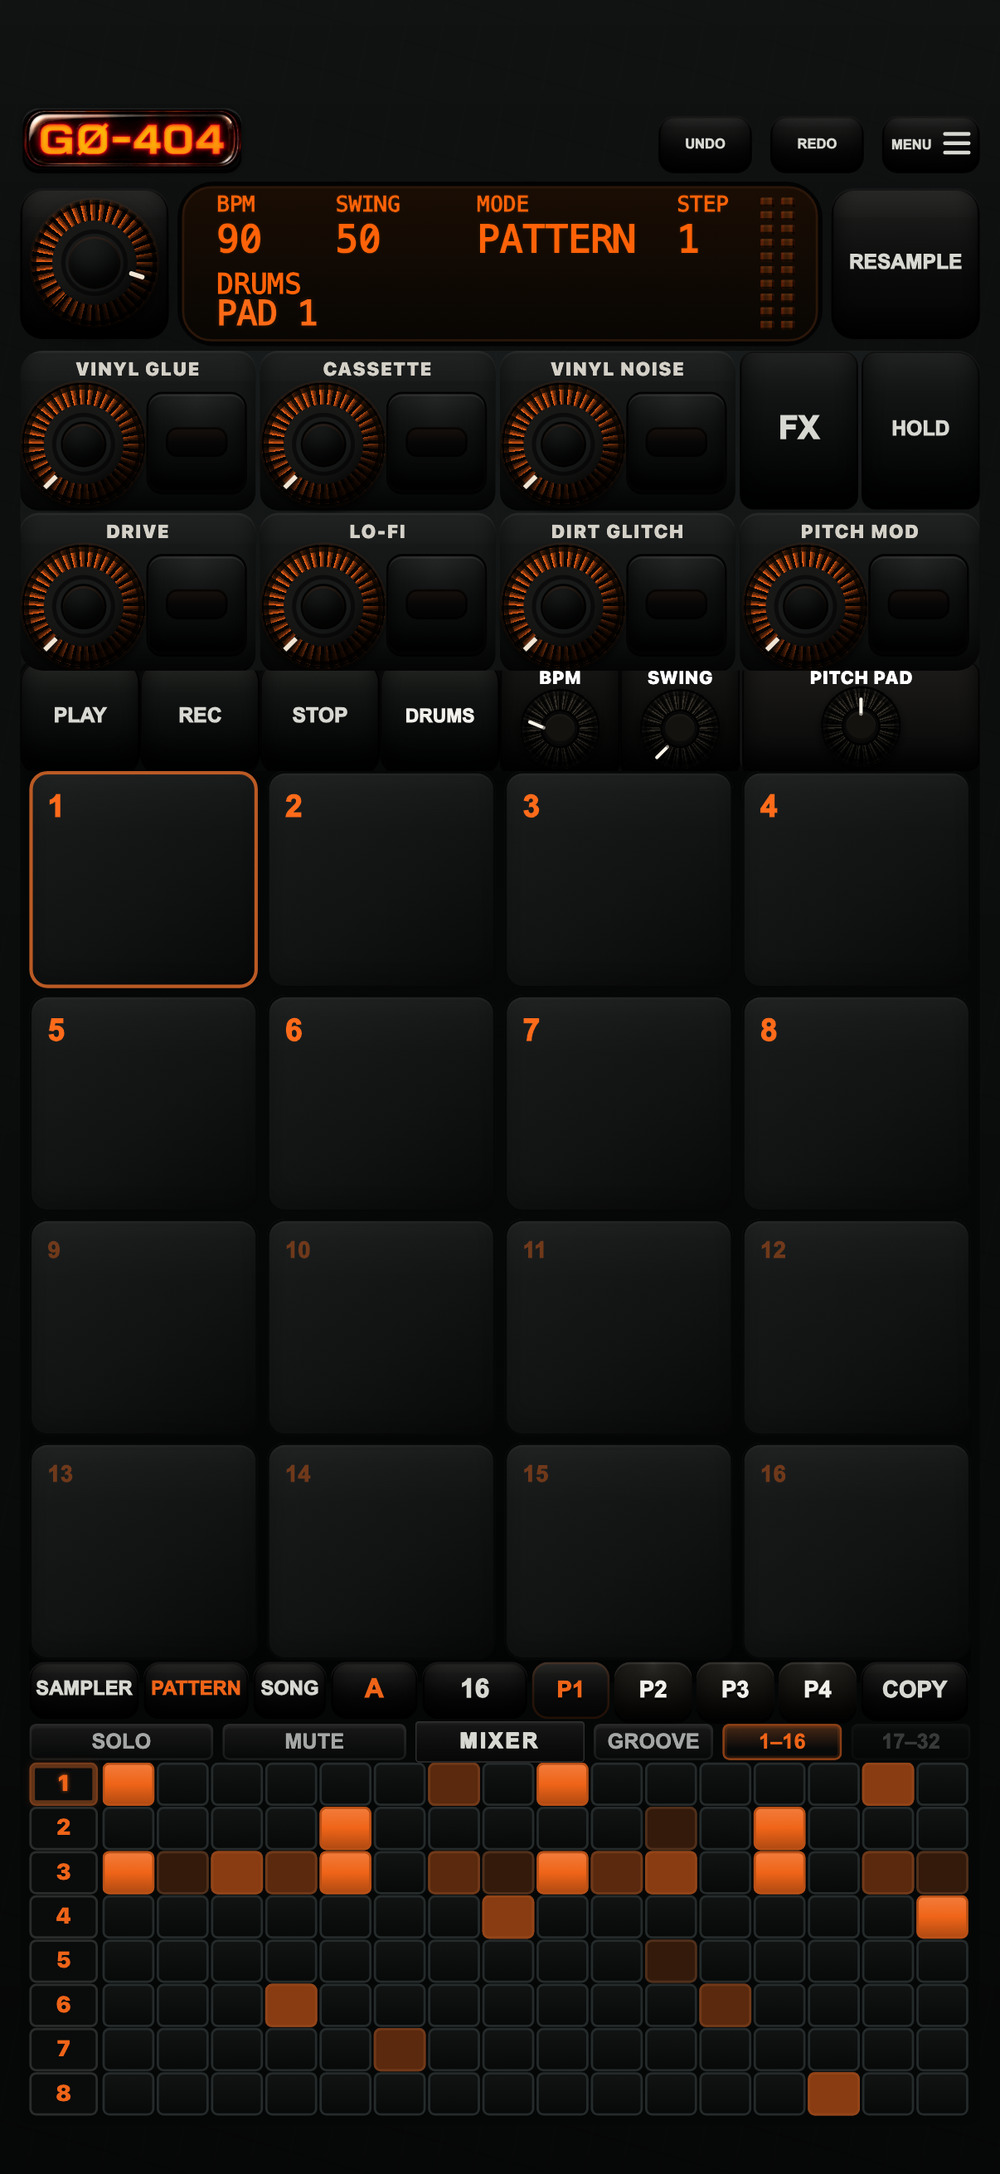 GØ-404
UNDO
REDO
MENU
BPM
SWING
MODE
STEP
90
50
PATTERN
1
DRUMS
PAD 1
RESAMPLE
VINYL GLUE
CASSETTE
VINYL NOISE
FX
HOLD
DRIVE
LO-FI
DIRT GLITCH
PITCH MOD
PLAY
REC
STOP
DRUMS
BPM
SWING
PITCH PAD
1
2
3
4
5
6
7
8
9
10
11
12
13
14
15
16
SAMPLER
PATTERN
SONG
A
16
P1
P2
P3
P4
COPY
SOLO
MUTE
MIXER
GROOVE
1–16
17–32
1
2
3
4
5
6
7
8